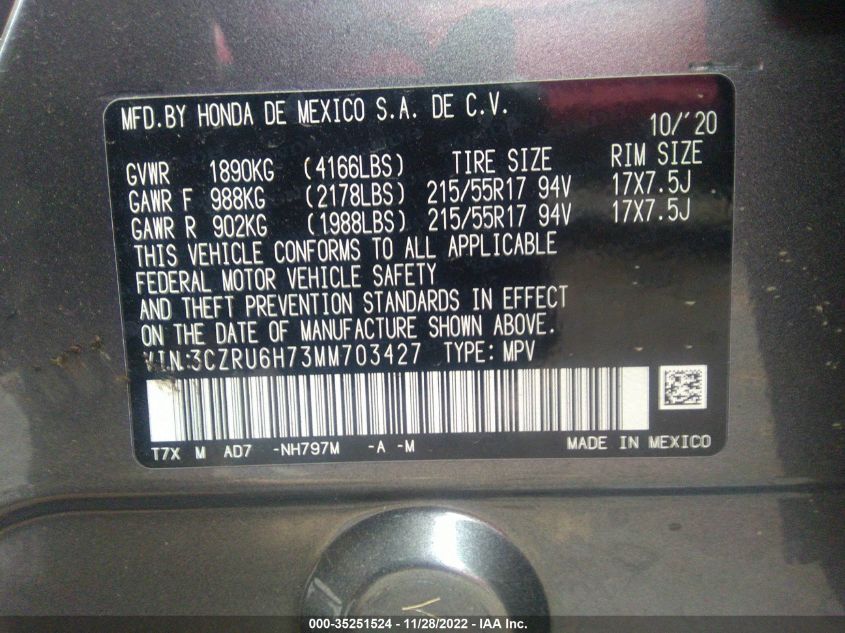 MFD.BY HONDA DE MEXICO S.A. DE C.V.
10/'20
GVWR 1890KG (4166LBS) TIRE SIZE RIM SIZE
GAWR F 988KG (2178LBS) 215/55R17 94V 17X7.5J
GAWR R 902KG (1988LBS) 215/55R17 94V 17X7.5J
THIS VEHICLE CONFORMS TO ALL APPLICABLE
FEDERAL MOTOR VEHICLE SAFETY
AND THEFT PREVENTION STANDARDS IN EFFECT
ON THE DATE OF MANUFACTURE SHOWN ABOVE.
VIN:3CZRU6H73MM703427 TYPE: MPV
T7X M AD7 -NH797M -A -M MADE IN MEXICO
000-35251524 - 11/28/2022 - IAA Inc.